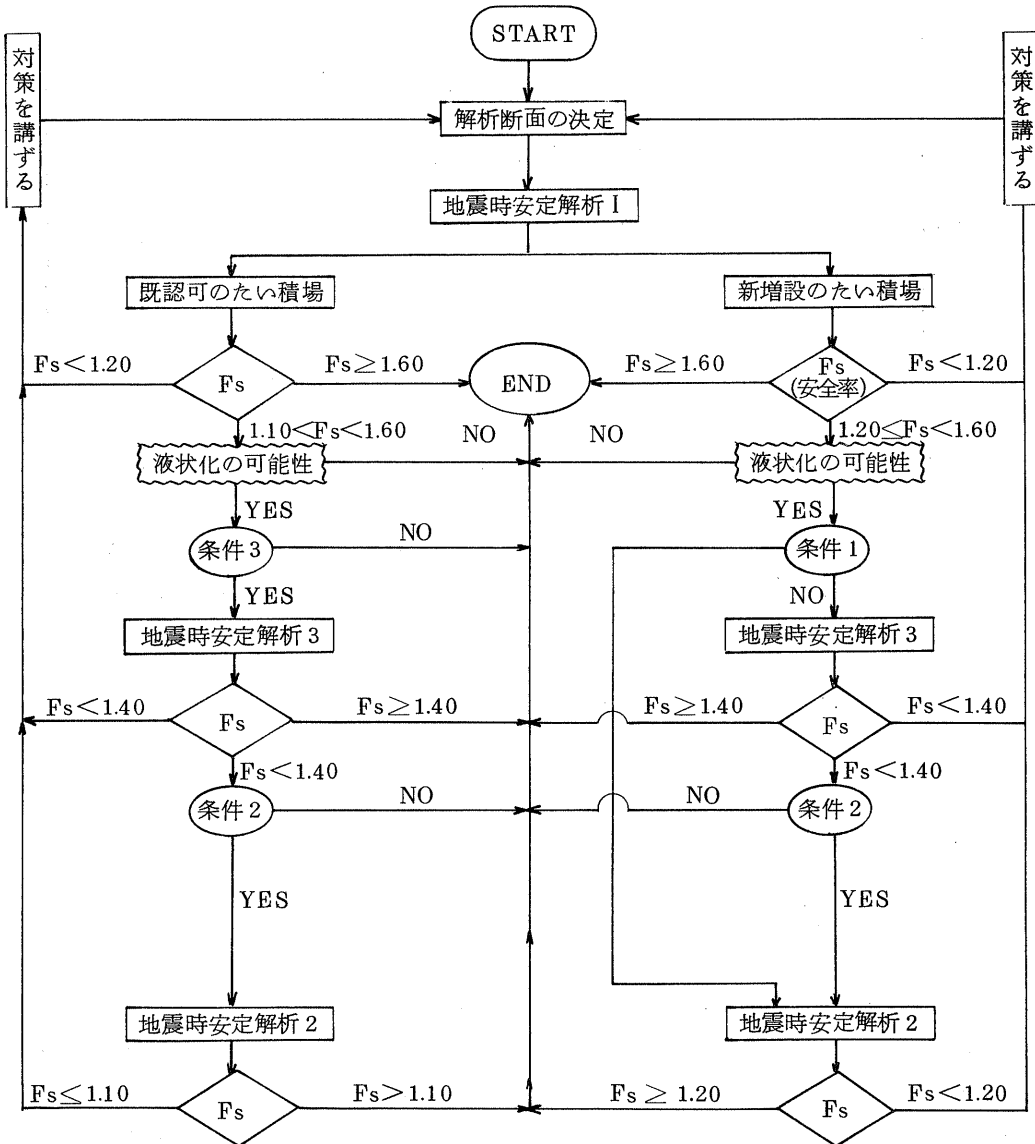 START
対策を講ずる
対策を講ずる
解析断面の決定
地震時安定解析Ⅰ
既認可のたい積場
新増設のたい積場
Fs<1.20
Fs
Fs≥1.60
END
Fs≥1.60
Fs
(安全率)
Fs<1.20
1.10<Fs<1.60
NO
NO
1.20≤Fs<1.60
液状化の可能性
液状化の可能性
YES
YES
条件3
NO
条件1
YES
NO
地震時安定解析3
地震時安定解析3
Fs<1.40
Fs
Fs≥1.40
Fs≥1.40
Fs
Fs<1.40
Fs<1.40
Fs<1.40
条件2
NO
NO
条件2
YES
YES
地震時安定解析2
地震時安定解析2
Fs≤1.10
Fs
Fs>1.10
Fs≥1.20
Fs
Fs<1.20